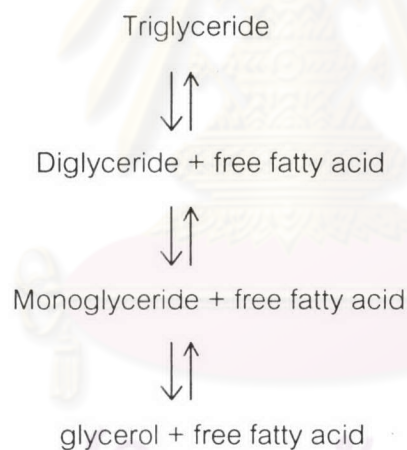 Triglyceride
Diglyceride + free fatty acid
Monoglyceride + free fatty acid
glycerol + free fatty acid